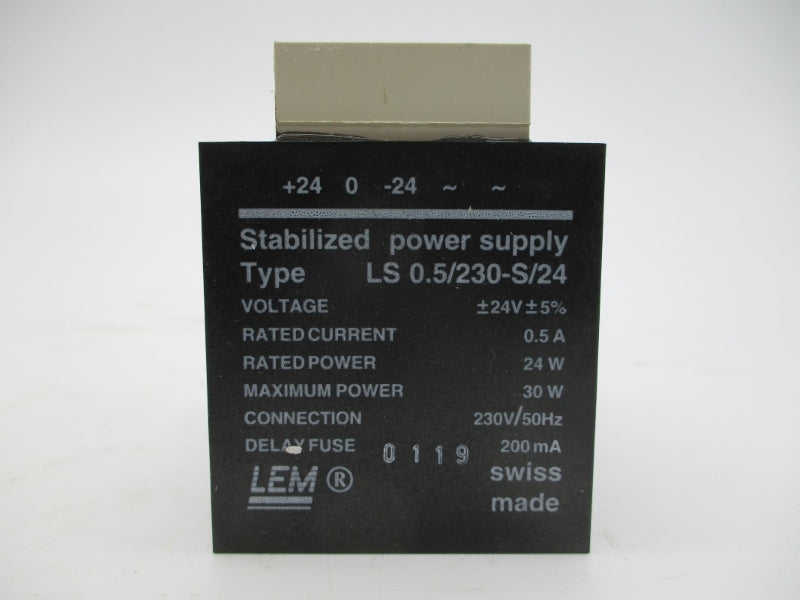 +24 0 -24 ~ ~
Stabilized power supply
Type LS 0.5/230-S/24
VOLTAGE ±24V±5%
RATED CURRENT 0.5 A
RATED POWER 24 W
MAXIMUM POWER 30 W
CONNECTION 230V/50Hz
DELAY FUSE 200 mA
0119
LEM ®
swiss
made